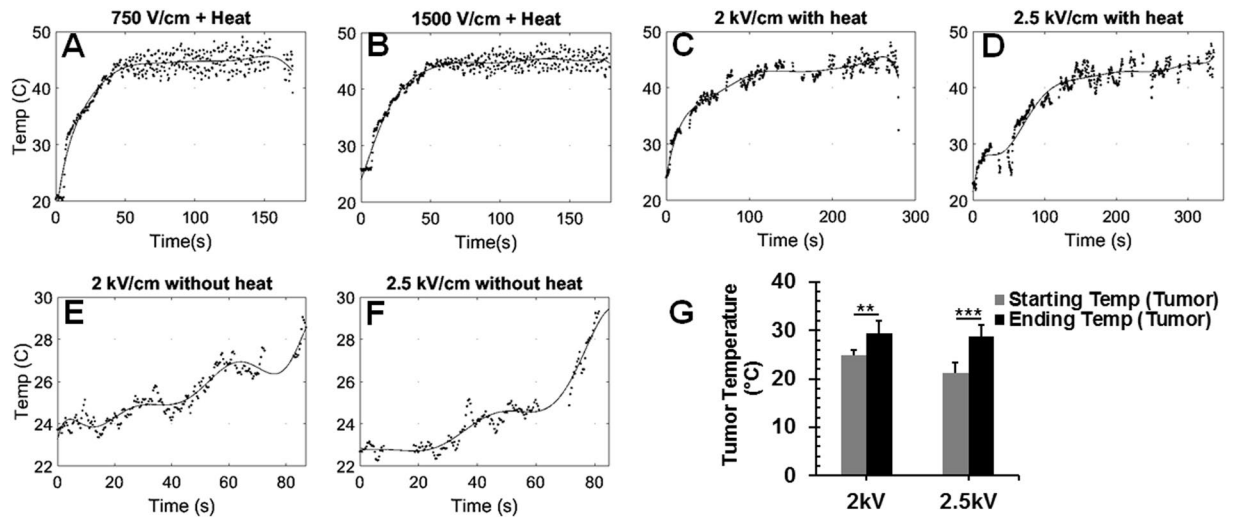 750 V/cm + Heat
A
50
40
30
20
0
50
100
150
Temp (C)
Time(s)
1500 V/cm + Heat
B
50
40
30
20
0
50
100
150
Time(s)
2 kV/cm with heat
C
50
40
30
20
0
100
200
300
Time (s)
2.5 kV/cm with heat
D
50
40
30
20
0
100
200
300
Time (s)
2 kV/cm without heat
E
30
28
26
24
22
0
20
40
60
80
Temp (C)
Time (s)
2.5 kV/cm without heat
F
30
28
26
24
22
0
20
40
60
80
Time (s)
G
Tumor Temperature
(°C)
40
30
20
10
0
**
***
2kV
2.5kV
Starting Temp (Tumor)
Ending Temp (Tumor)